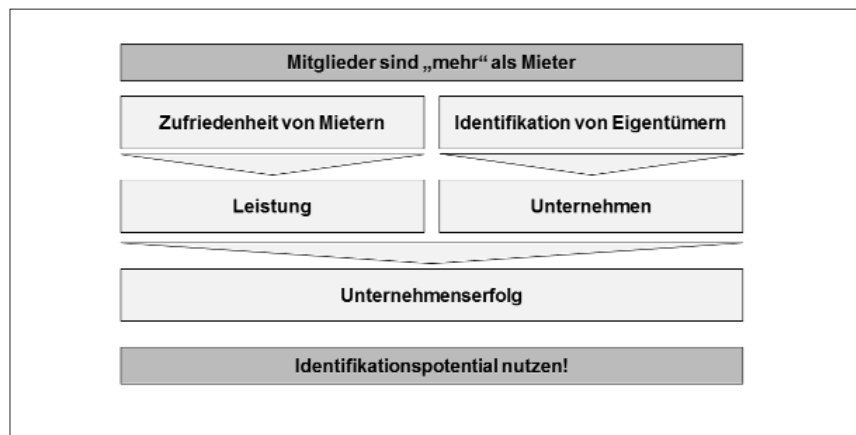 Mitglieder sind „mehr“ als Mieter
Zufriedenheit von Mietern
Identifikation von Eigentümern
Leistung
Unternehmen
Unternehmenserfolg
Identifikationspotential nutzen!